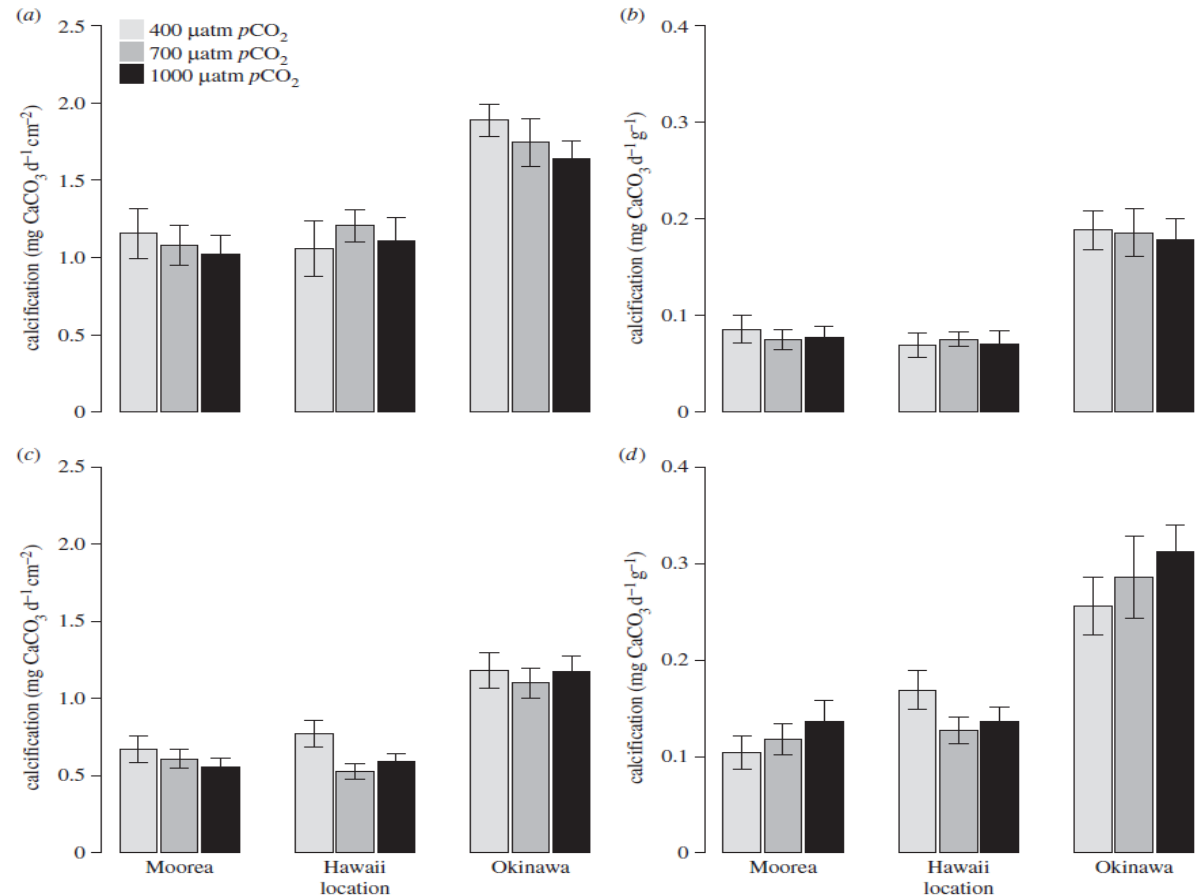 (a)
400 µatm pCO₂
700 µatm pCO₂
1000 µatm pCO₂
2.5
2.0
1.5
1.0
0.5
0
calcification (mg CaCO₃ d⁻¹ cm⁻²)
(b)
0.4
0.3
0.2
0.1
0
calcification (mg CaCO₃ d⁻¹ g⁻¹)
(c)
2.5
2.0
1.5
1.0
0.5
0
calcification (mg CaCO₃ d⁻¹ cm⁻²)
Moorea
Hawaii
Okinawa
location
(d)
0.4
0.3
0.2
0.1
0
calcification (mg CaCO₃ d⁻¹ g⁻¹)
Moorea
Hawaii
Okinawa
location